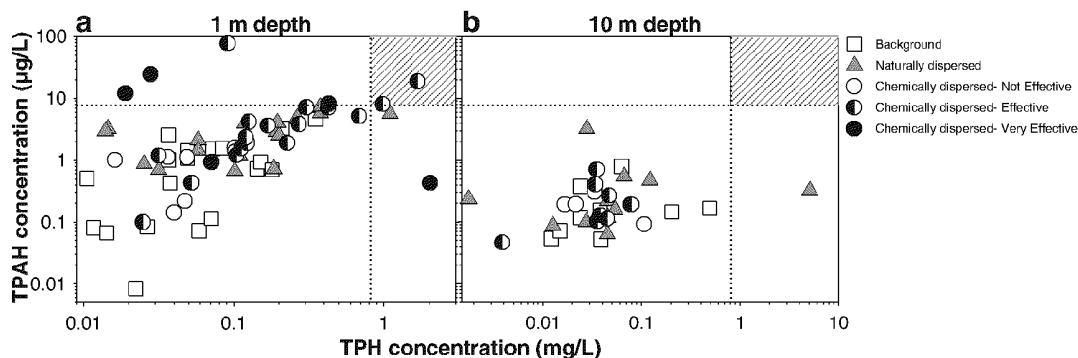 a 1 m depth
b 10 m depth
TPAH concentration (µg/L)
100
10
1
0.1
0.01
0.01 0.1 1
0.01 0.1 1 10
TPH concentration (mg/L)
Background
Naturally dispersed
Chemically dispersed- Not Effective
Chemically dispersed- Effective
Chemically dispersed- Very Effective